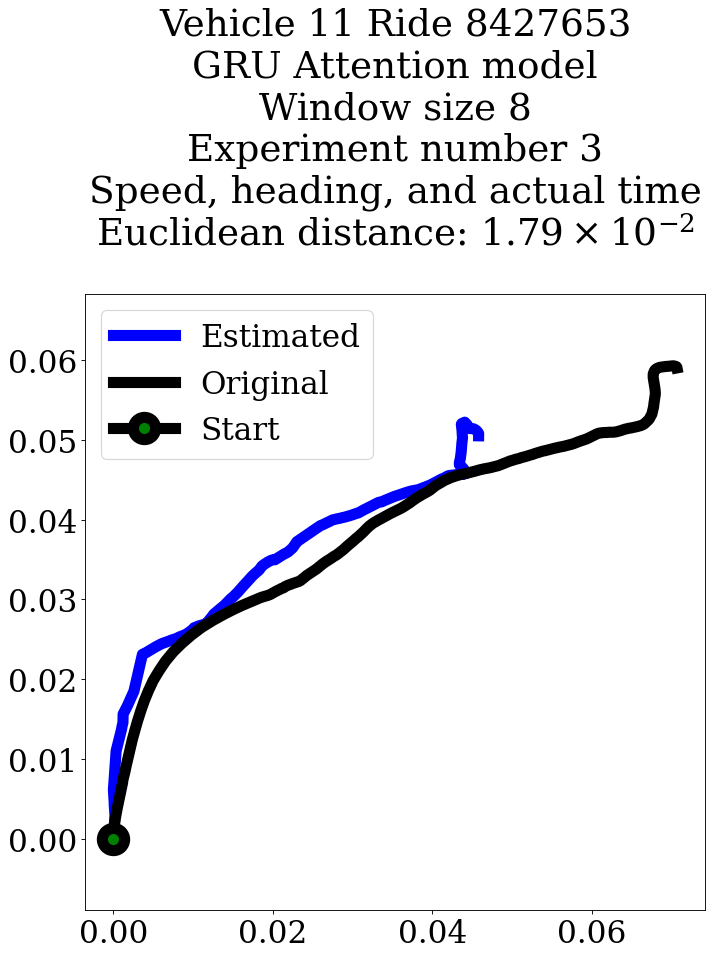 Vehicle 11 Ride 8427653
GRU Attention model
Window size 8
Experiment number 3
Speed, heading, and actual time
Euclidean distance: 1.79 × 10⁻²
Estimated
Original
Start
0.06
0.05
0.04
0.03
0.02
0.01
0.00
0.00 0.02 0.04 0.06